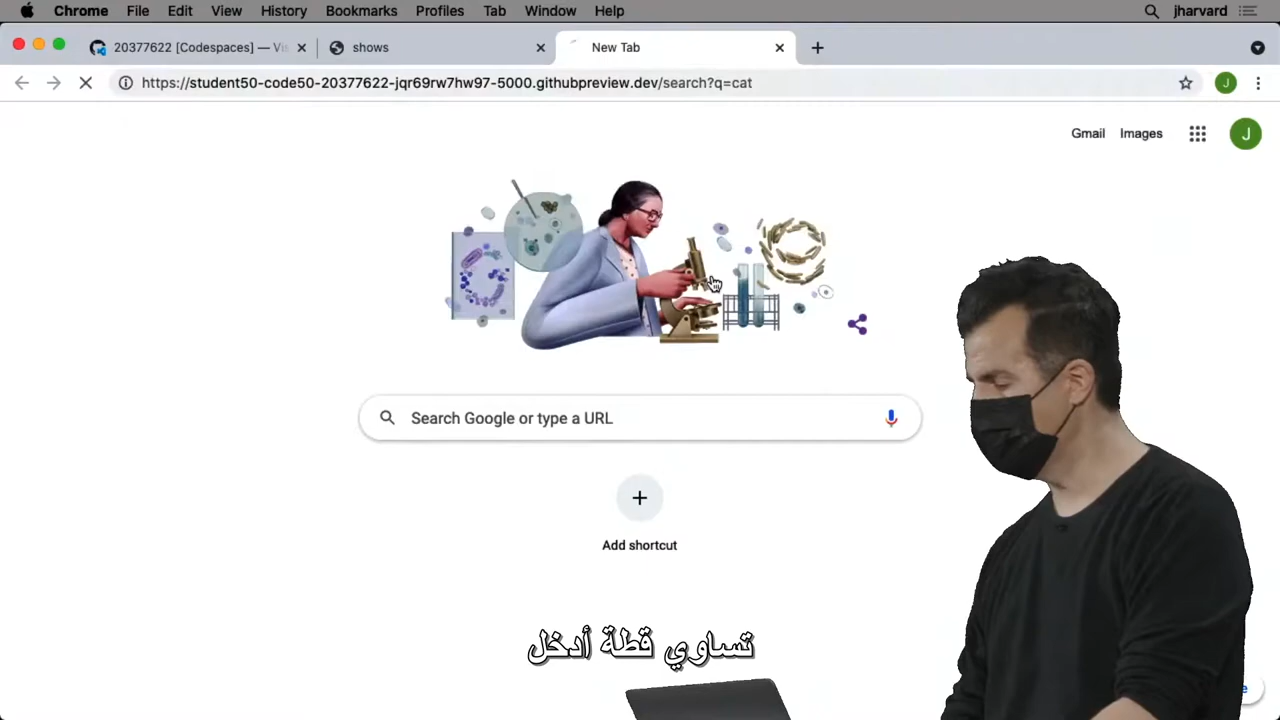 Chrome File Edit View History Bookmarks Profiles Tab Window Help jharvard
20377622 [Codespaces] — Vis shows New Tab
https://student50-code50-20377622-jqr69rw7hw97-5000.githubpreview.dev/search?q=cat J
Gmail Images J
Search Google or type a URL
Add shortcut
تساوي قطة أدخل